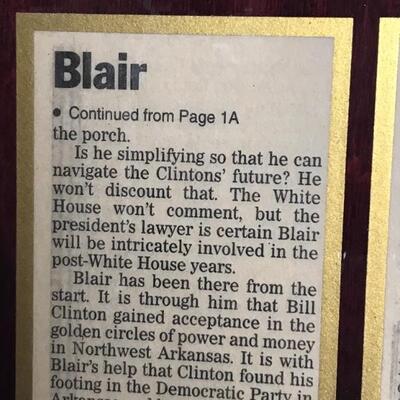 Blair
• Continued from Page 1A
the porch.
Is he simplifying so that he can
navigate the Clintons' future? He
won't discount that. The White
House won't comment, but the
president's lawyer is certain Blair
will be intricately involved in the
post-White House years.
Blair has been there from the
start. It is through him that Bill
Clinton gained acceptance in the
golden circles of power and money
in Northwest Arkansas. It is with
Blair's help that Clinton found his
footing in the Democratic Party in